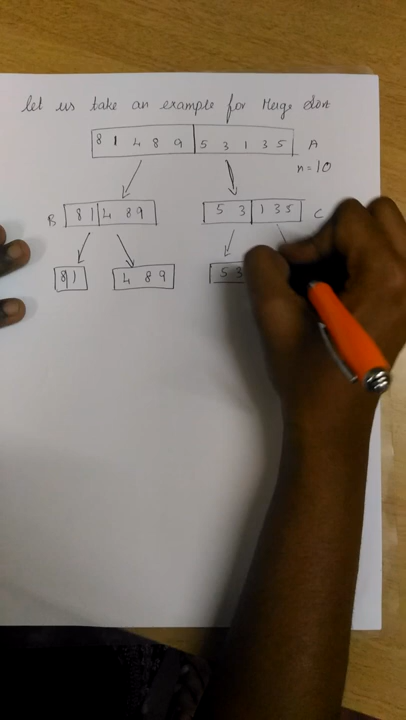 let us take an example for Merge Sort
8 1 4 8 9 5 3 1 3 5 A
n=10
B 8 1 4 8 9 5 3 1 3 5 C
8 1 4 8 9 5 3